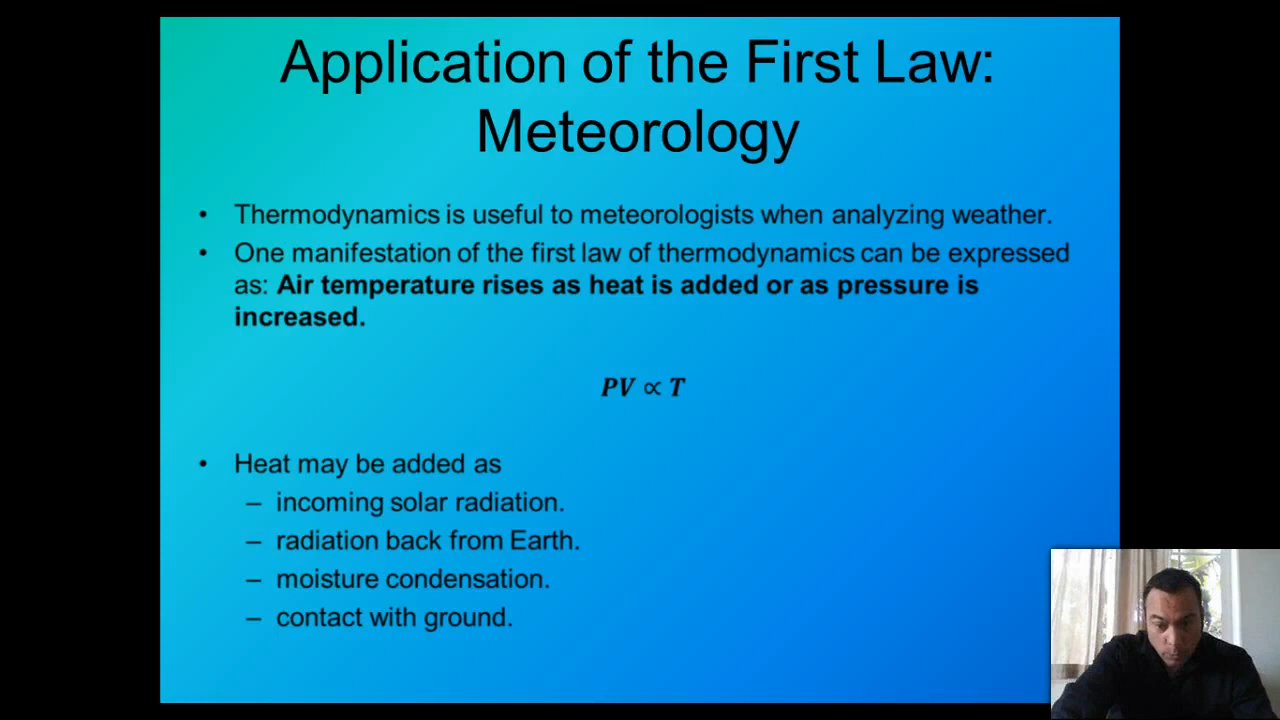 Application of the First Law:
Meteorology
• Thermodynamics is useful to meteorologists when analyzing weather.
• One manifestation of the first law of thermodynamics can be expressed
as: Air temperature rises as heat is added or as pressure is
increased.
PV ∝ T
• Heat may be added as
– incoming solar radiation.
– radiation back from Earth.
– moisture condensation.
– contact with ground.